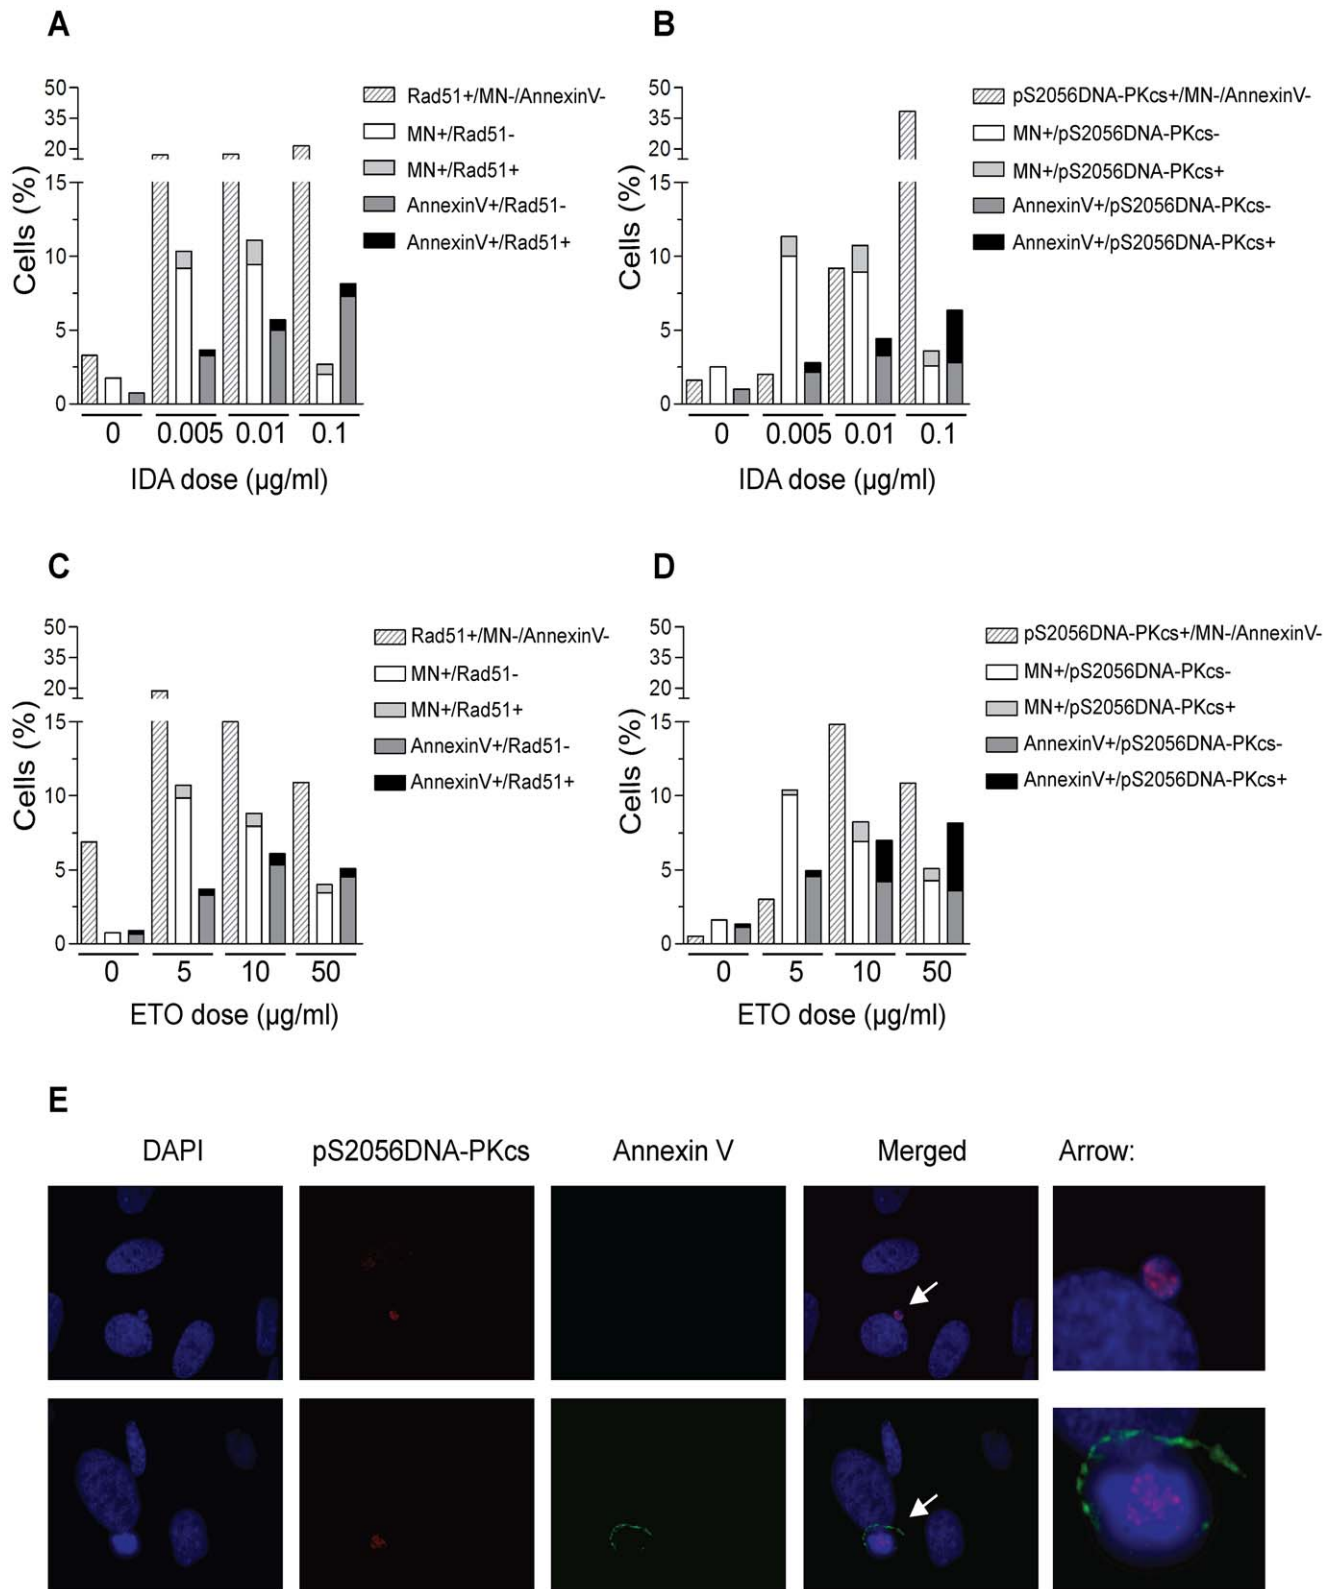 A
50
35
20
15
10
5
0
Cells (%)
0 0.005 0.01 0.1
IDA dose (µg/ml)
Rad51+/MN-/AnnexinV-
MN+/Rad51-
MN+/Rad51+
AnnexinV+/Rad51-
AnnexinV+/Rad51+
B
50
35
20
15
10
5
0
Cells (%)
0 0.005 0.01 0.1
IDA dose (µg/ml)
pS2056DNA-PKcs+/MN-/AnnexinV-
MN+/pS2056DNA-PKcs-
MN+/pS2056DNA-PKcs+
AnnexinV+/pS2056DNA-PKcs-
AnnexinV+/pS2056DNA-PKcs+
C
50
35
20
15
10
5
0
Cells (%)
0 5 10 50
ETO dose (µg/ml)
Rad51+/MN-/AnnexinV-
MN+/Rad51-
MN+/Rad51+
AnnexinV+/Rad51-
AnnexinV+/Rad51+
D
50
35
20
15
10
5
0
Cells (%)
0 5 10 50
ETO dose (µg/ml)
pS2056DNA-PKcs+/MN-/AnnexinV-
MN+/pS2056DNA-PKcs-
MN+/pS2056DNA-PKcs+
AnnexinV+/pS2056DNA-PKcs-
AnnexinV+/pS2056DNA-PKcs+
E
DAPI pS2056DNA-PKcs Annexin V Merged Arrow: